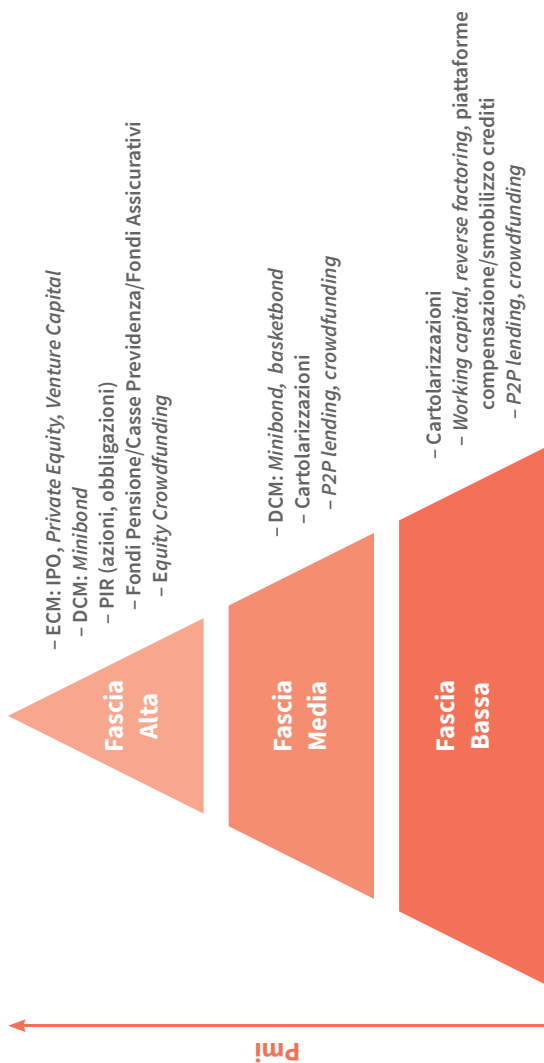 Pmi
Fascia
Alta
– ECM: IPO, Private Equity, Venture Capital
– DCM: Minibond
– PIR (azioni, obbligazioni)
– Fondi Pensione/Casse Previdenza/Fondi Assicurativi
– Equity Crowdfunding
Fascia
Media
– DCM: Minibond, basketbond
– Cartolarizzazioni
– P2P lending, crowdfunding
Fascia
Bassa
– Cartolarizzazioni
– Working capital, reverse factoring, piattaforme
compensazione/smobilizzo crediti
– P2P lending, crowdfunding